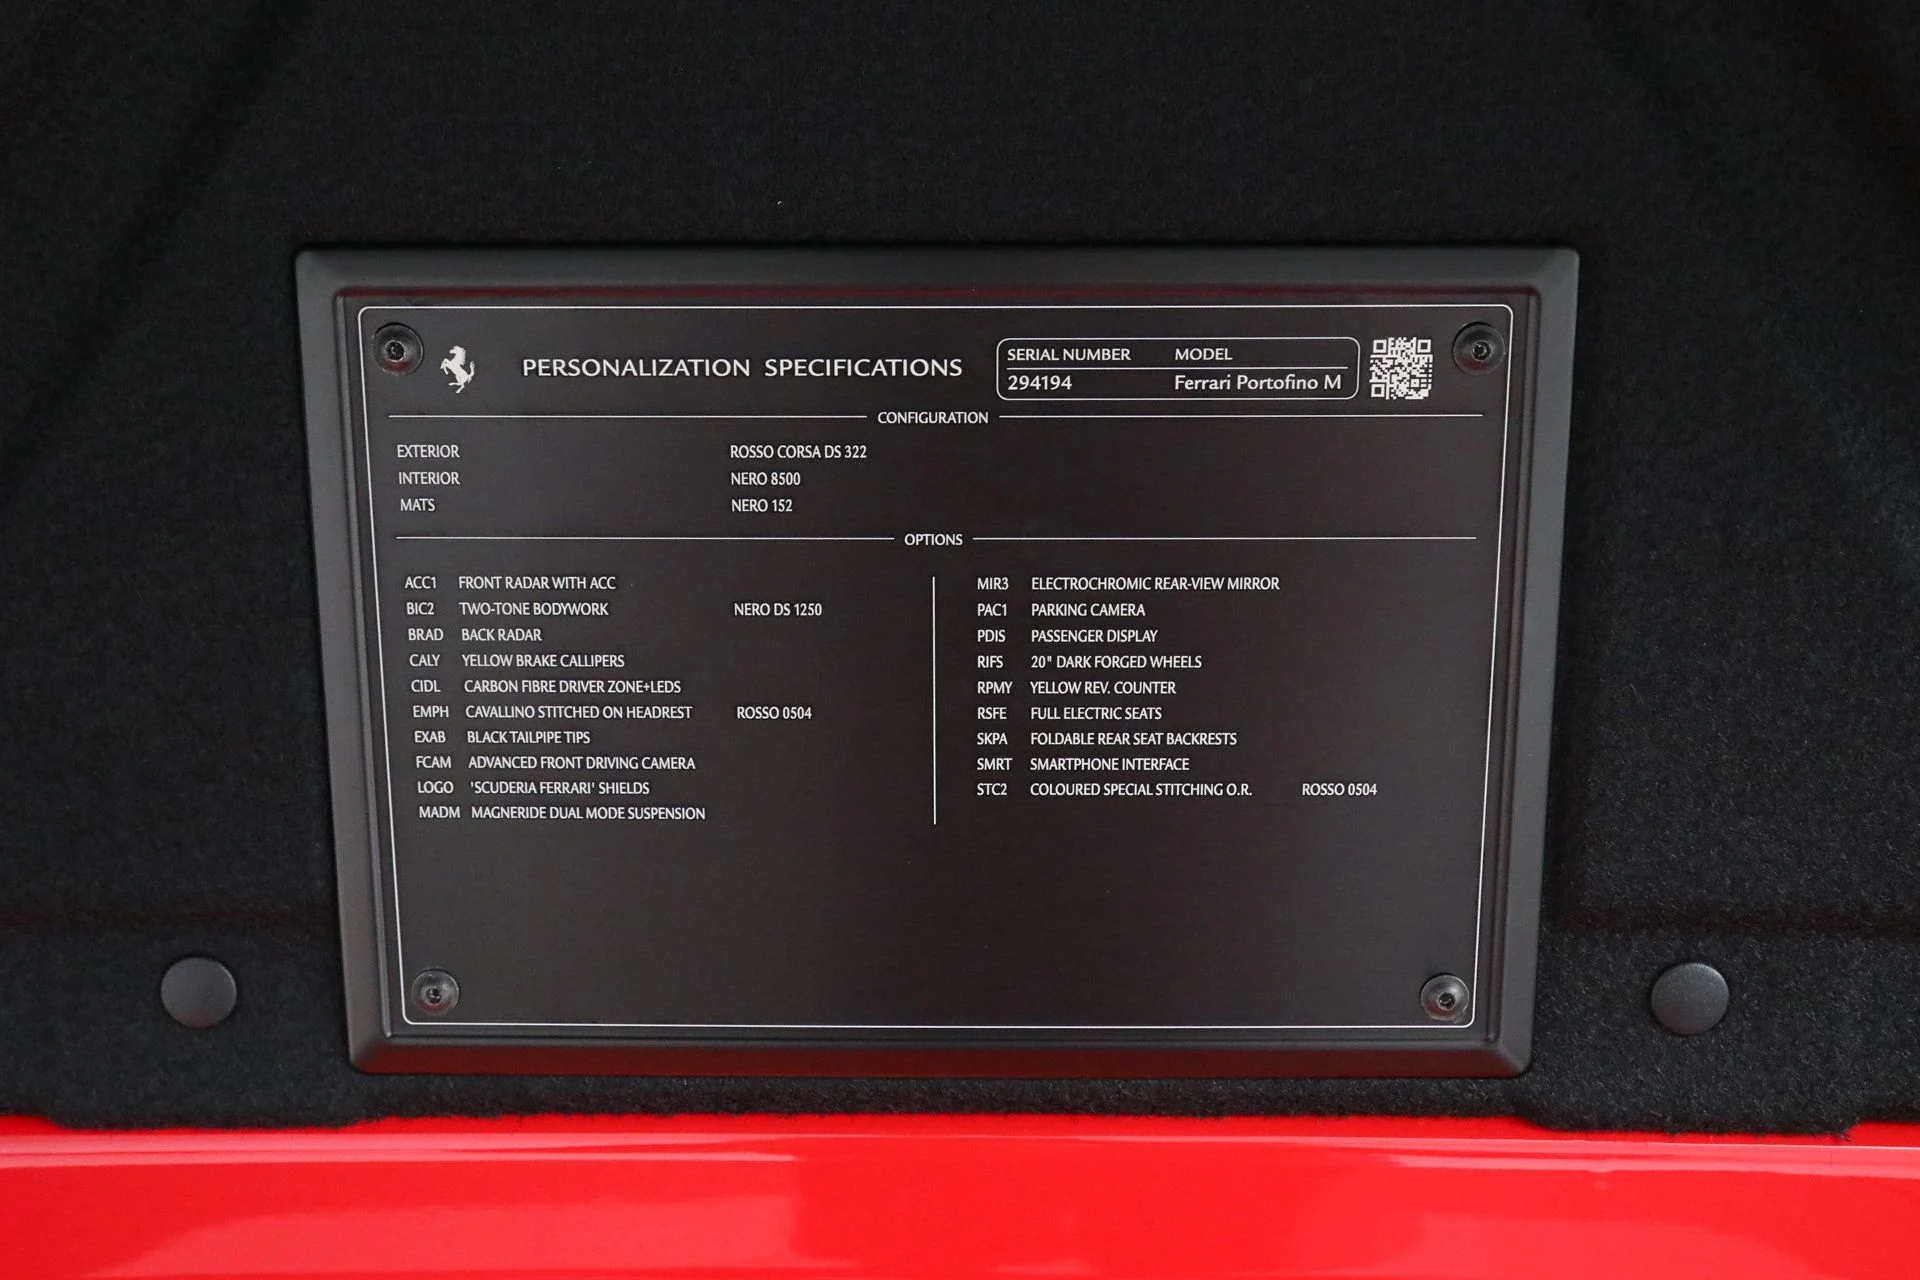 PERSONALIZATION SPECIFICATIONS
SERIAL NUMBER MODEL
294194 Ferrari Portofino M
CONFIGURATION
EXTERIOR ROSSO CORSA DS 322
INTERIOR NERO 8500
MATS NERO 152
OPTIONS
ACC1 FRONT RADAR WITH ACC
BIC2 TWO-TONE BODYWORK NERO DS 1250
BRAD BACK RADAR
CALY YELLOW BRAKE CALLIPERS
CIDL CARBON FIBRE DRIVER ZONE+LEDS
EMPH CAVALLINO STITCHED ON HEADREST ROSSO 0504
EXAB BLACK TAILPIPE TIPS
FCAM ADVANCED FRONT DRIVING CAMERA
LOGO 'SCUDERIA FERRARI' SHIELDS
MADM MAGNERIDE DUAL MODE SUSPENSION
MIR3 ELECTROCHROMIC REAR-VIEW MIRROR
PAC1 PARKING CAMERA
PDIS PASSENGER DISPLAY
RIFS 20" DARK FORGED WHEELS
RPMY YELLOW REV. COUNTER
RSFE FULL ELECTRIC SEATS
SKPA FOLDABLE REAR SEAT BACKRESTS
SMRT SMARTPHONE INTERFACE
STC2 COLOURED SPECIAL STITCHING O.R. ROSSO 0504